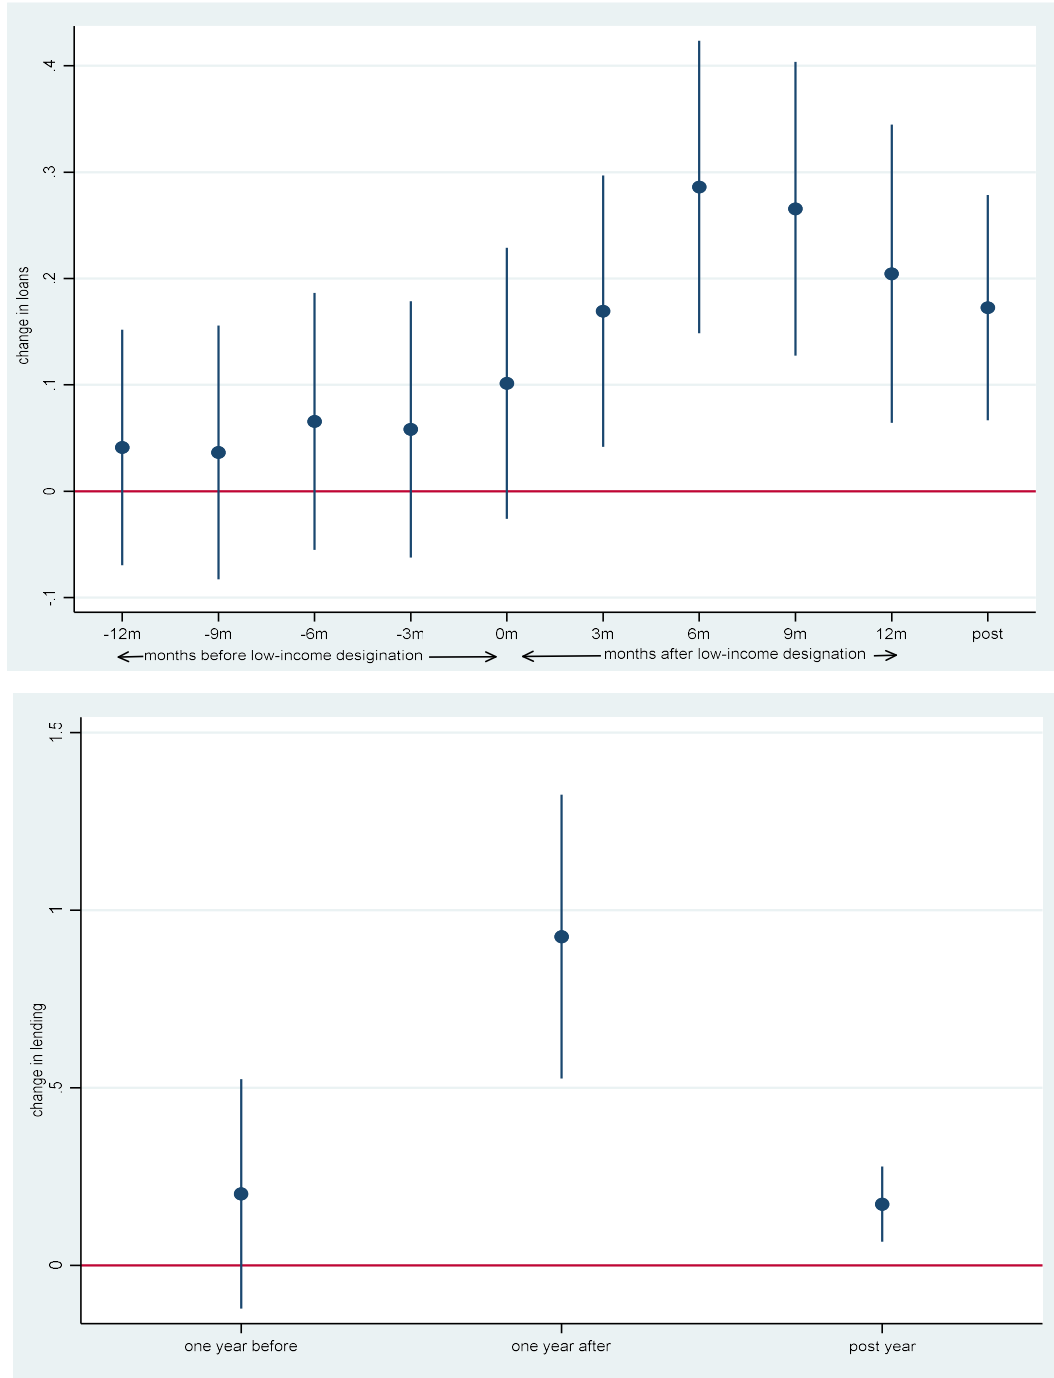 .4
.3
.2
.1
0
-.1
change in loans
-12m -9m -6m -3m 0m 3m 6m 9m 12m post
months before low-income desigination months after low-income designation
1.5
1
.5
0
change in lending
one year before one year after post year